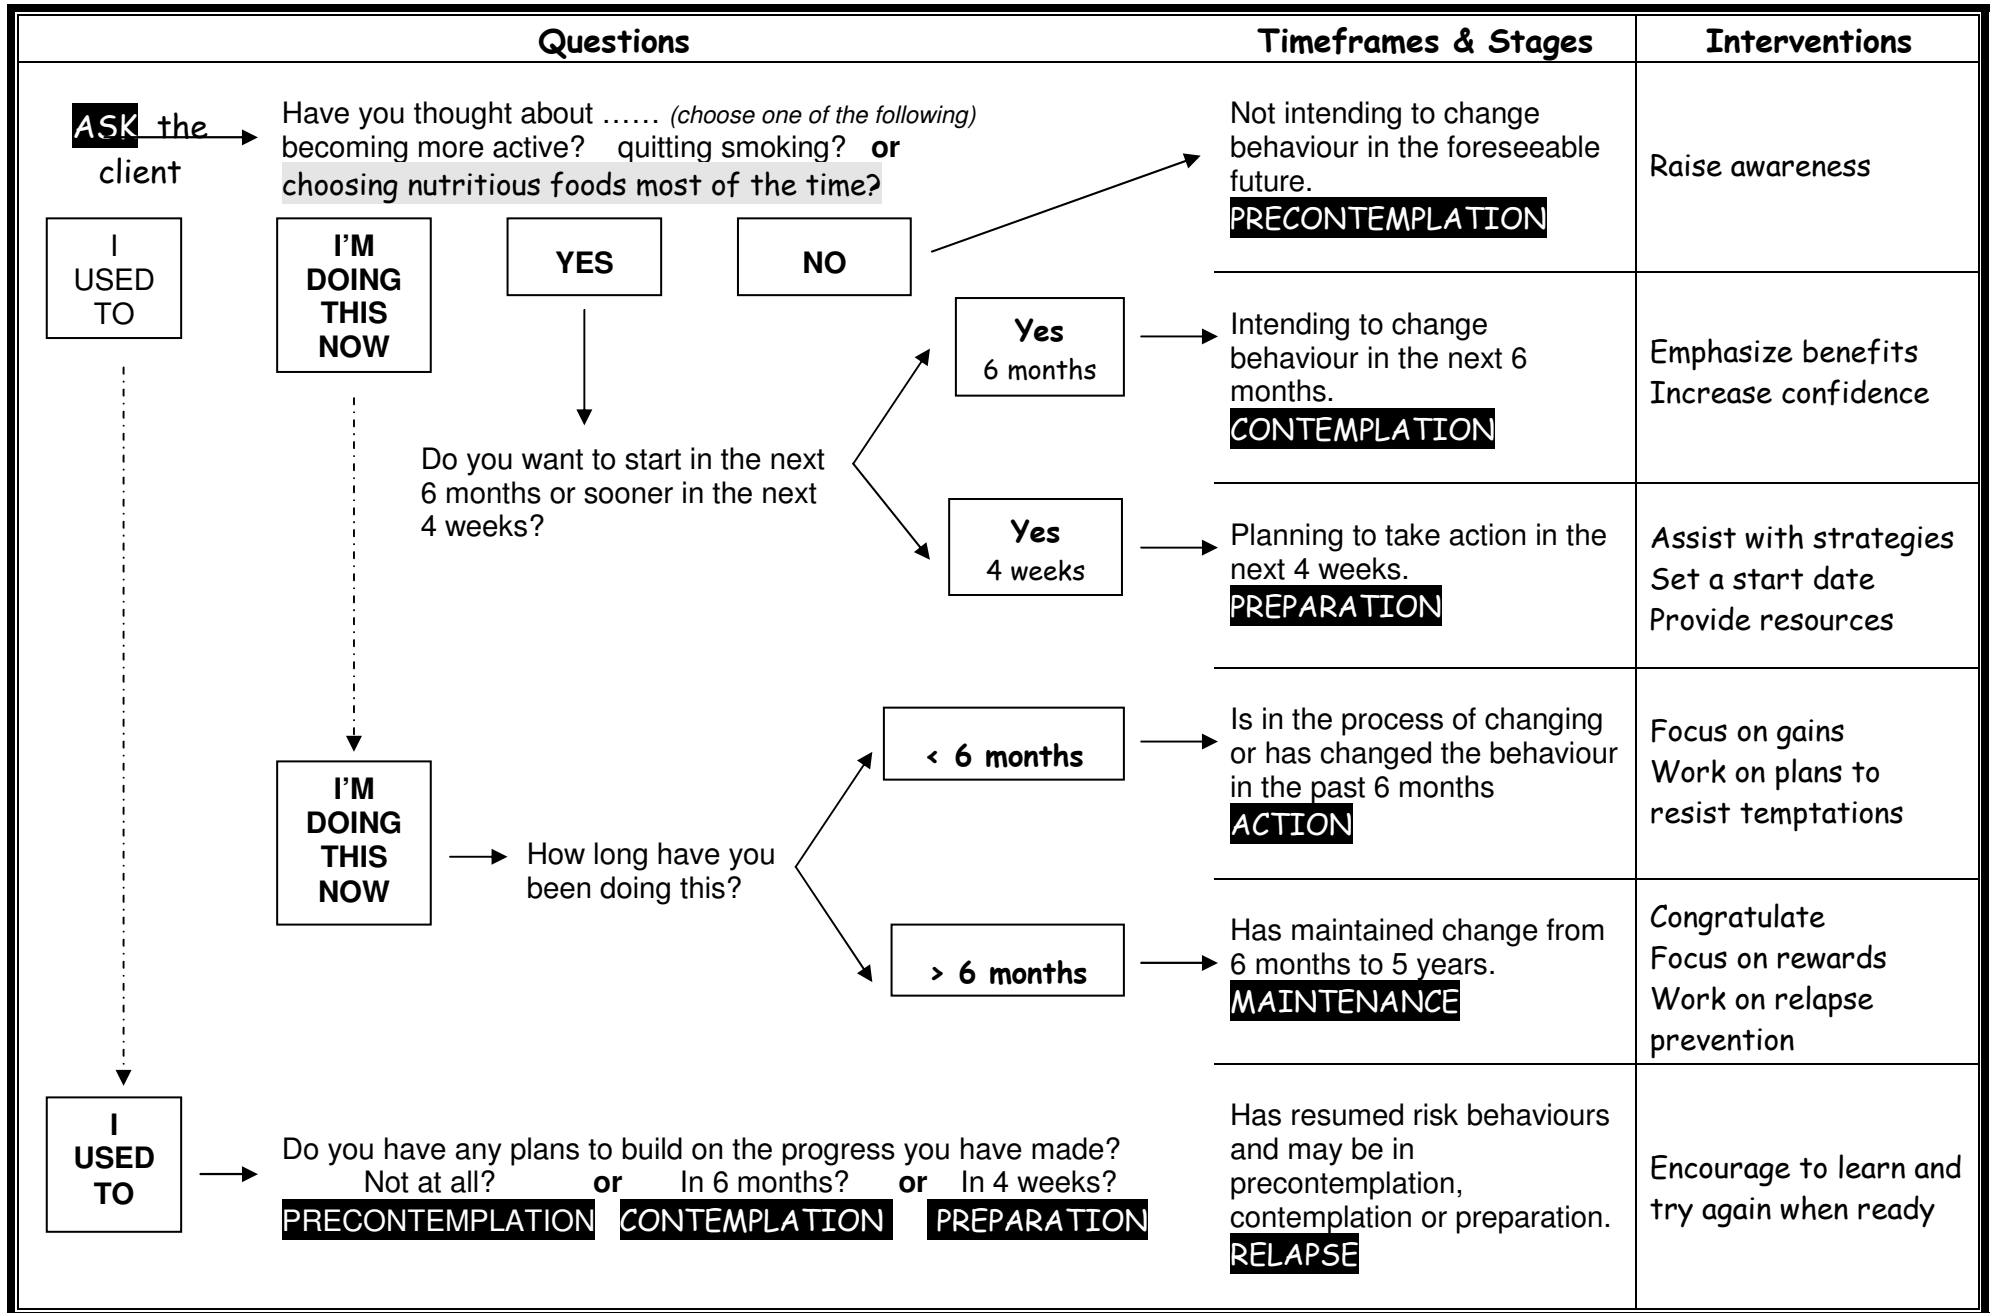 Questions
Timeframes & Stages
Interventions
ASK the
client
Have you thought about ...... (choose one of the following)
becoming more active? quitting smoking? or
choosing nutritious foods most of the time?
Not intending to change
behaviour in the foreseeable
future.
PRECONTEMPLATION
Raise awareness
I
USED
TO
I'M
DOING
THIS
NOW
YES
NO
Yes
6 months
Intending to change
behaviour in the next 6
months.
CONTEMPLATION
Emphasize benefits
Increase confidence
Do you want to start in the next
6 months or sooner in the next
4 weeks?
Yes
4 weeks
Planning to take action in the
next 4 weeks.
PREPARATION
Assist with strategies
Set a start date
Provide resources
I'M
DOING
THIS
NOW
How long have you
been doing this?
< 6 months
Is in the process of changing
or has changed the behaviour
in the past 6 months
ACTION
Focus on gains
Work on plans to
resist temptations
> 6 months
Has maintained change from
6 months to 5 years.
MAINTENANCE
Congratulate
Focus on rewards
Work on relapse
prevention
I
USED
TO
Do you have any plans to build on the progress you have made?
Not at all? or In 6 months? or In 4 weeks?
PRECONTEMPLATION CONTEMPLATION PREPARATION
Has resumed risk behaviours
and may be in
precontemplation,
contemplation or preparation.
RELAPSE
Encourage to learn and
try again when ready